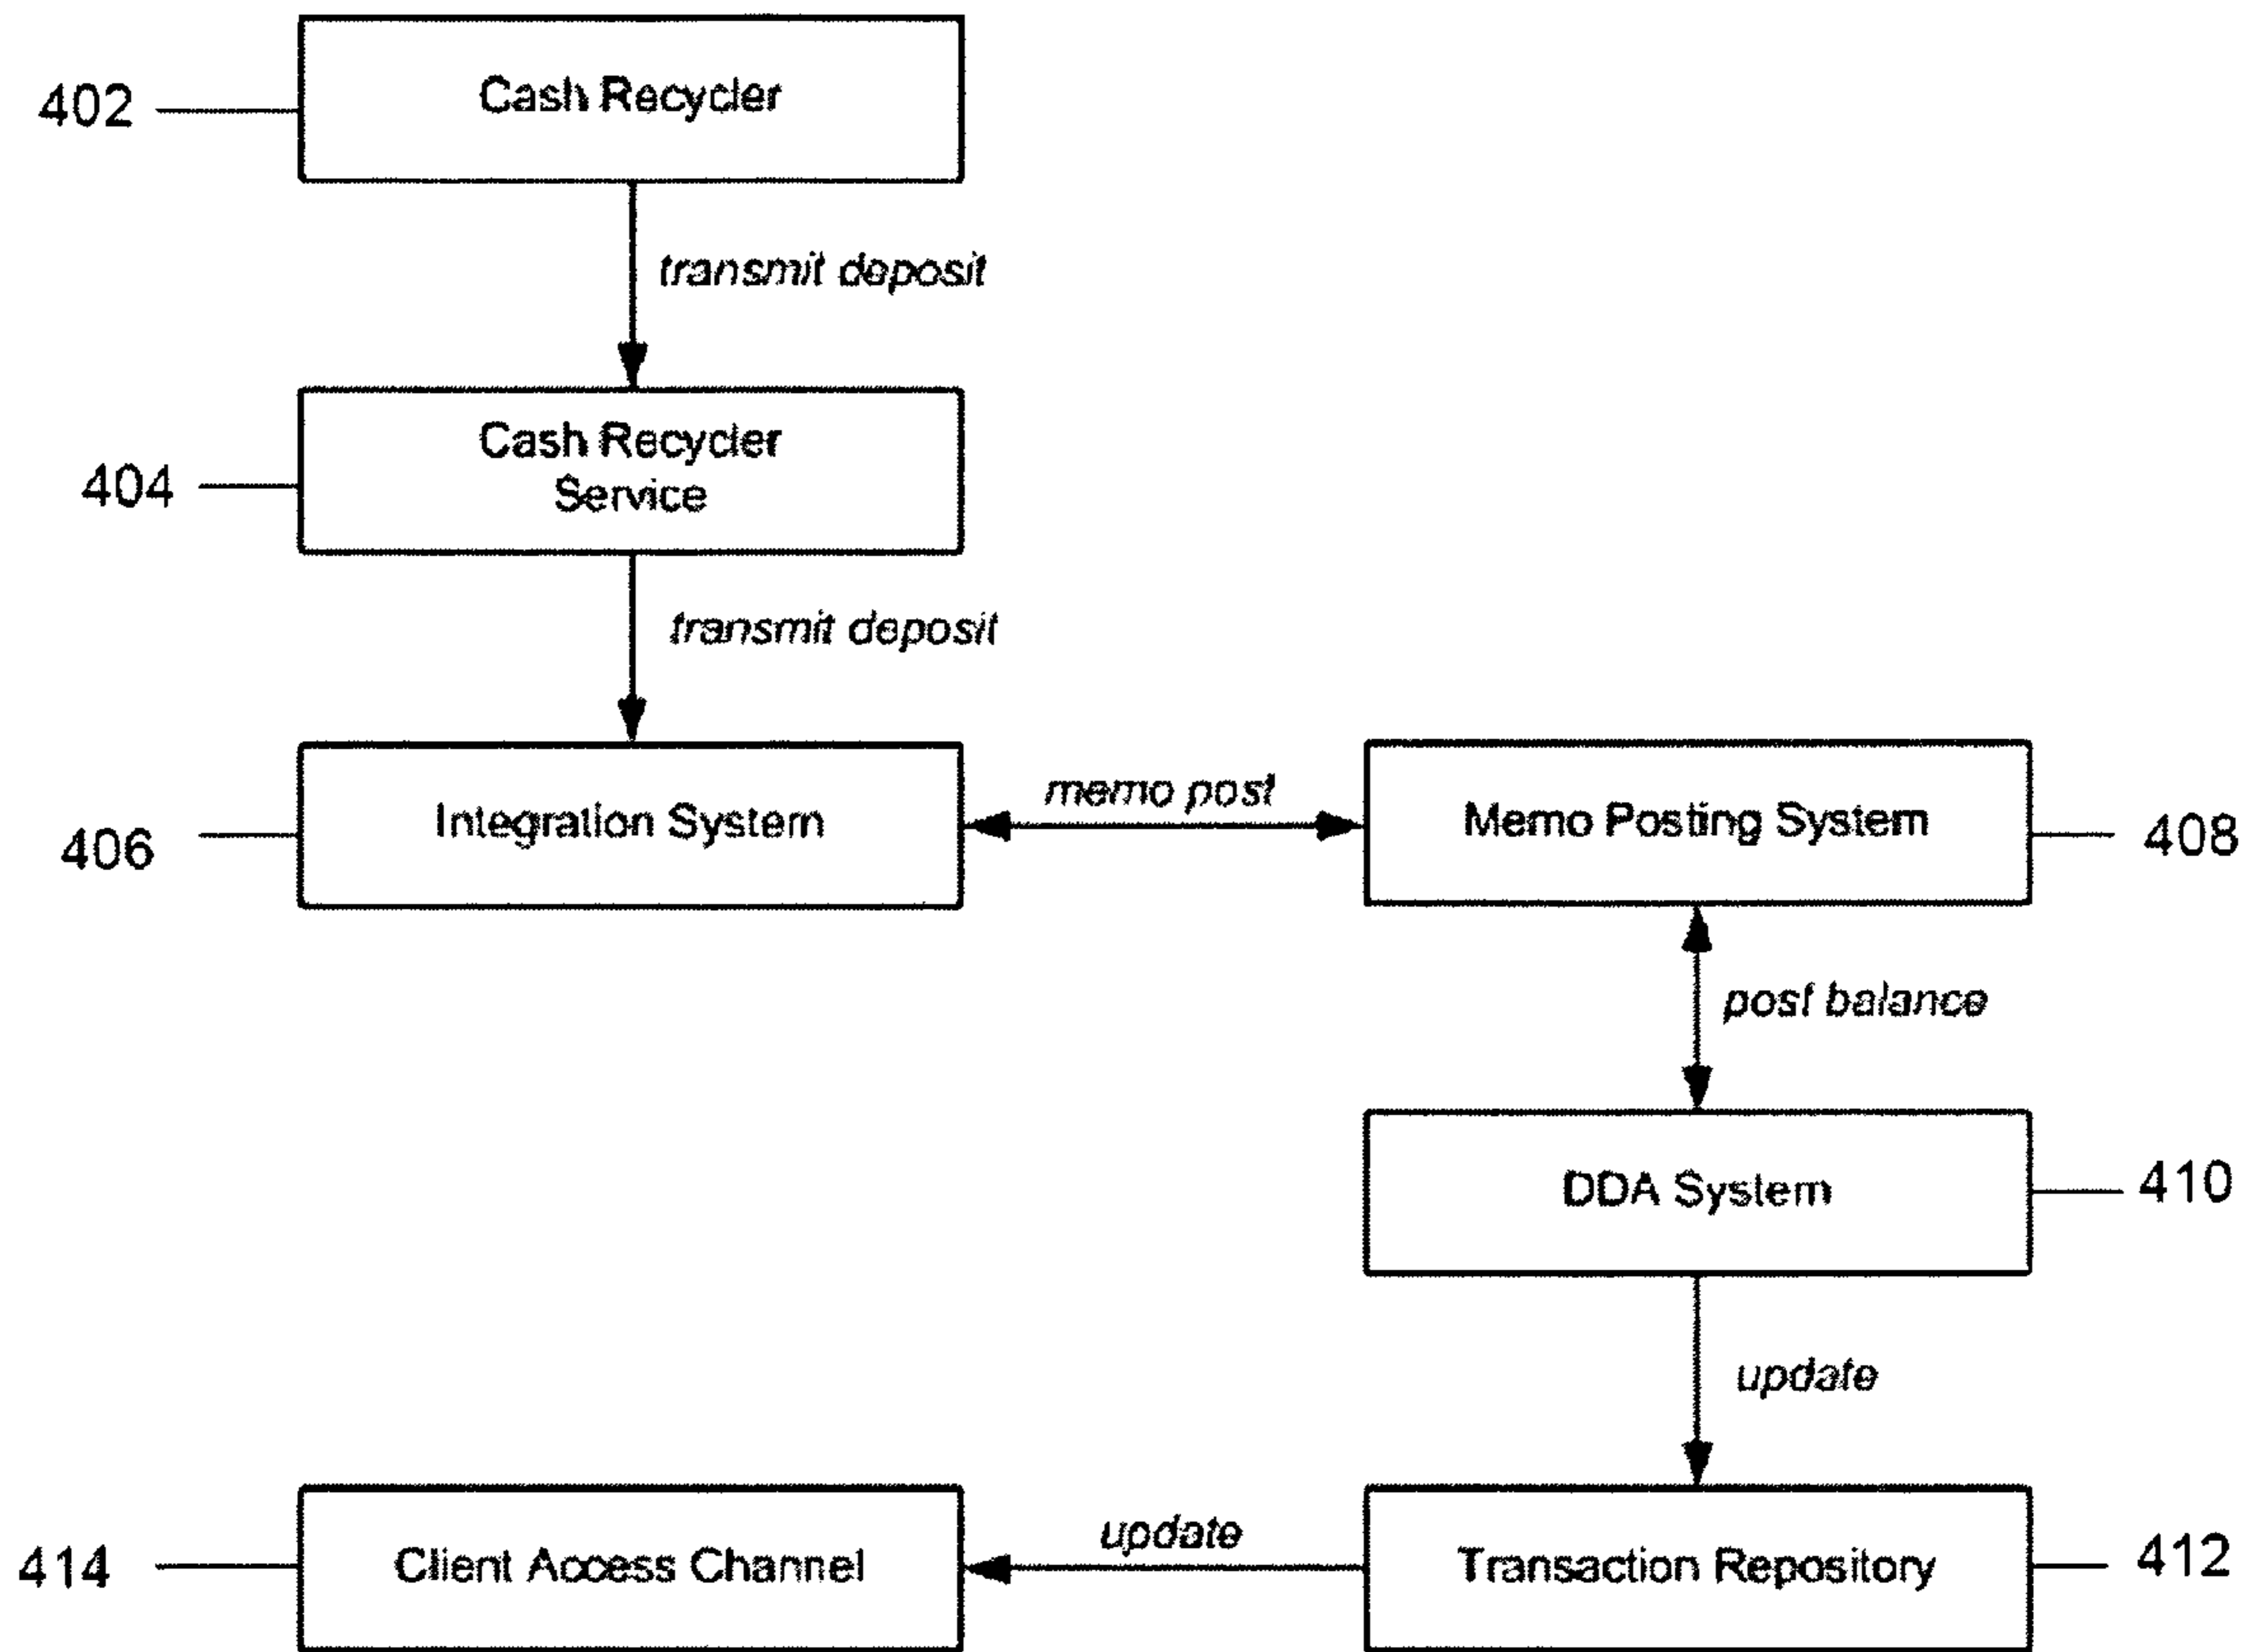 402
Cash Recycler
transmit deposit
404
Cash Recycler
Service
transmit deposit
406
Integration System
memo post
Memo Posting System
408
post balance
DDA System
410
update
414
Client Access Channel
update
Transaction Repository
412